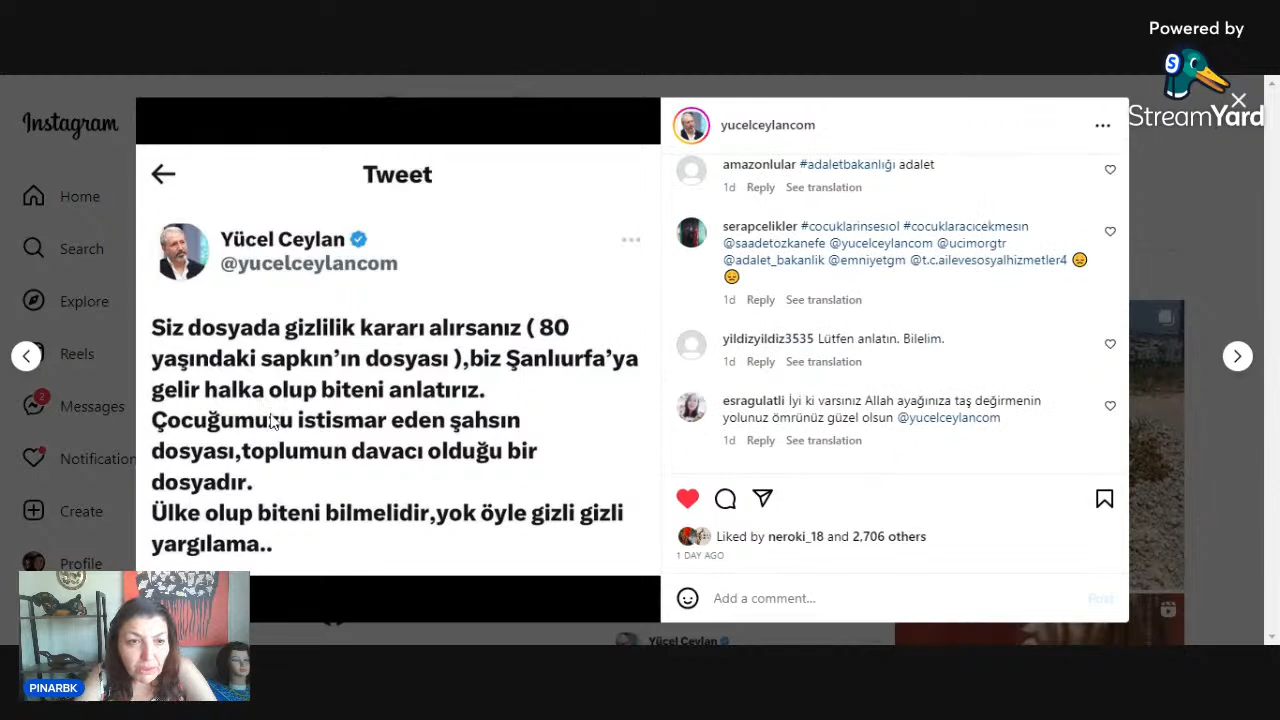 Powered by
StreamYard
Instagram
Home
Search
Explore
Reels
2
Messages
Notification
Create
Profile
Tweet
Yücel Ceylan
@yucelceylancom
Siz dosyada gizlilik kararı alırsanız ( 80
yaşındaki sapkın’ın dosyası ),biz Şanlıurfa’ya
gelir halka olup biteni anlatırız.
Çocuğumuzu istismar eden şahsın
dosyası,toplumun davacı olduğu bir
dosyadır.
Ülke olup biteni bilmelidir,yok öyle gizli gizli
yargılama..
yucelceylancom
amazonlular #adaletbakanlığı adalet
1d Reply See translation
serapcelikler #cocuklarinsesıol #cocuklaracıcekmesın
@saadetozkanefe @yucelceylancom @ucimorgtr
@adalet_bakanlik @emniyetgm @t.c.ailevesosyalhizmetler4
1d Reply See translation
yildizyildiz3535 Lütfen anlatın. Bilelim.
1d Reply See translation
esragulatli İyi ki varsınız Allah ayağınıza taş değirmenin
yolunuz ömrünüz güzel olsun @yucelceylancom
1d Reply See translation
Liked by neroki_18 and 2,706 others
1 DAY AGO
Add a comment...
Post
Yücel Ceylan
PINARBK